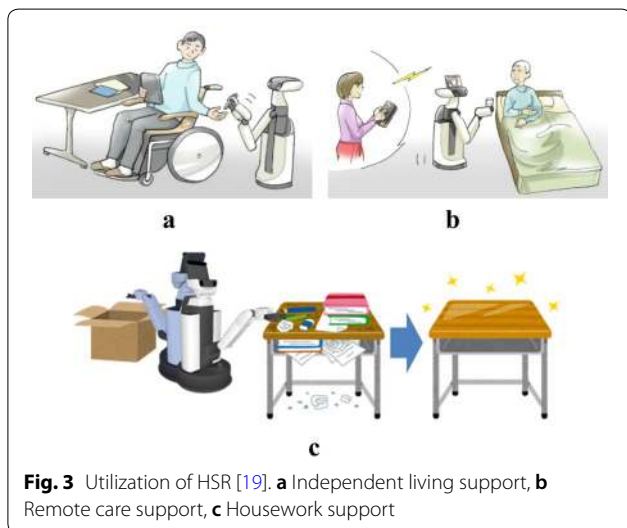 a
b
c
Fig. 3 Utilization of HSR [19]. a Independent living support, b
Remote care support, c Housework support